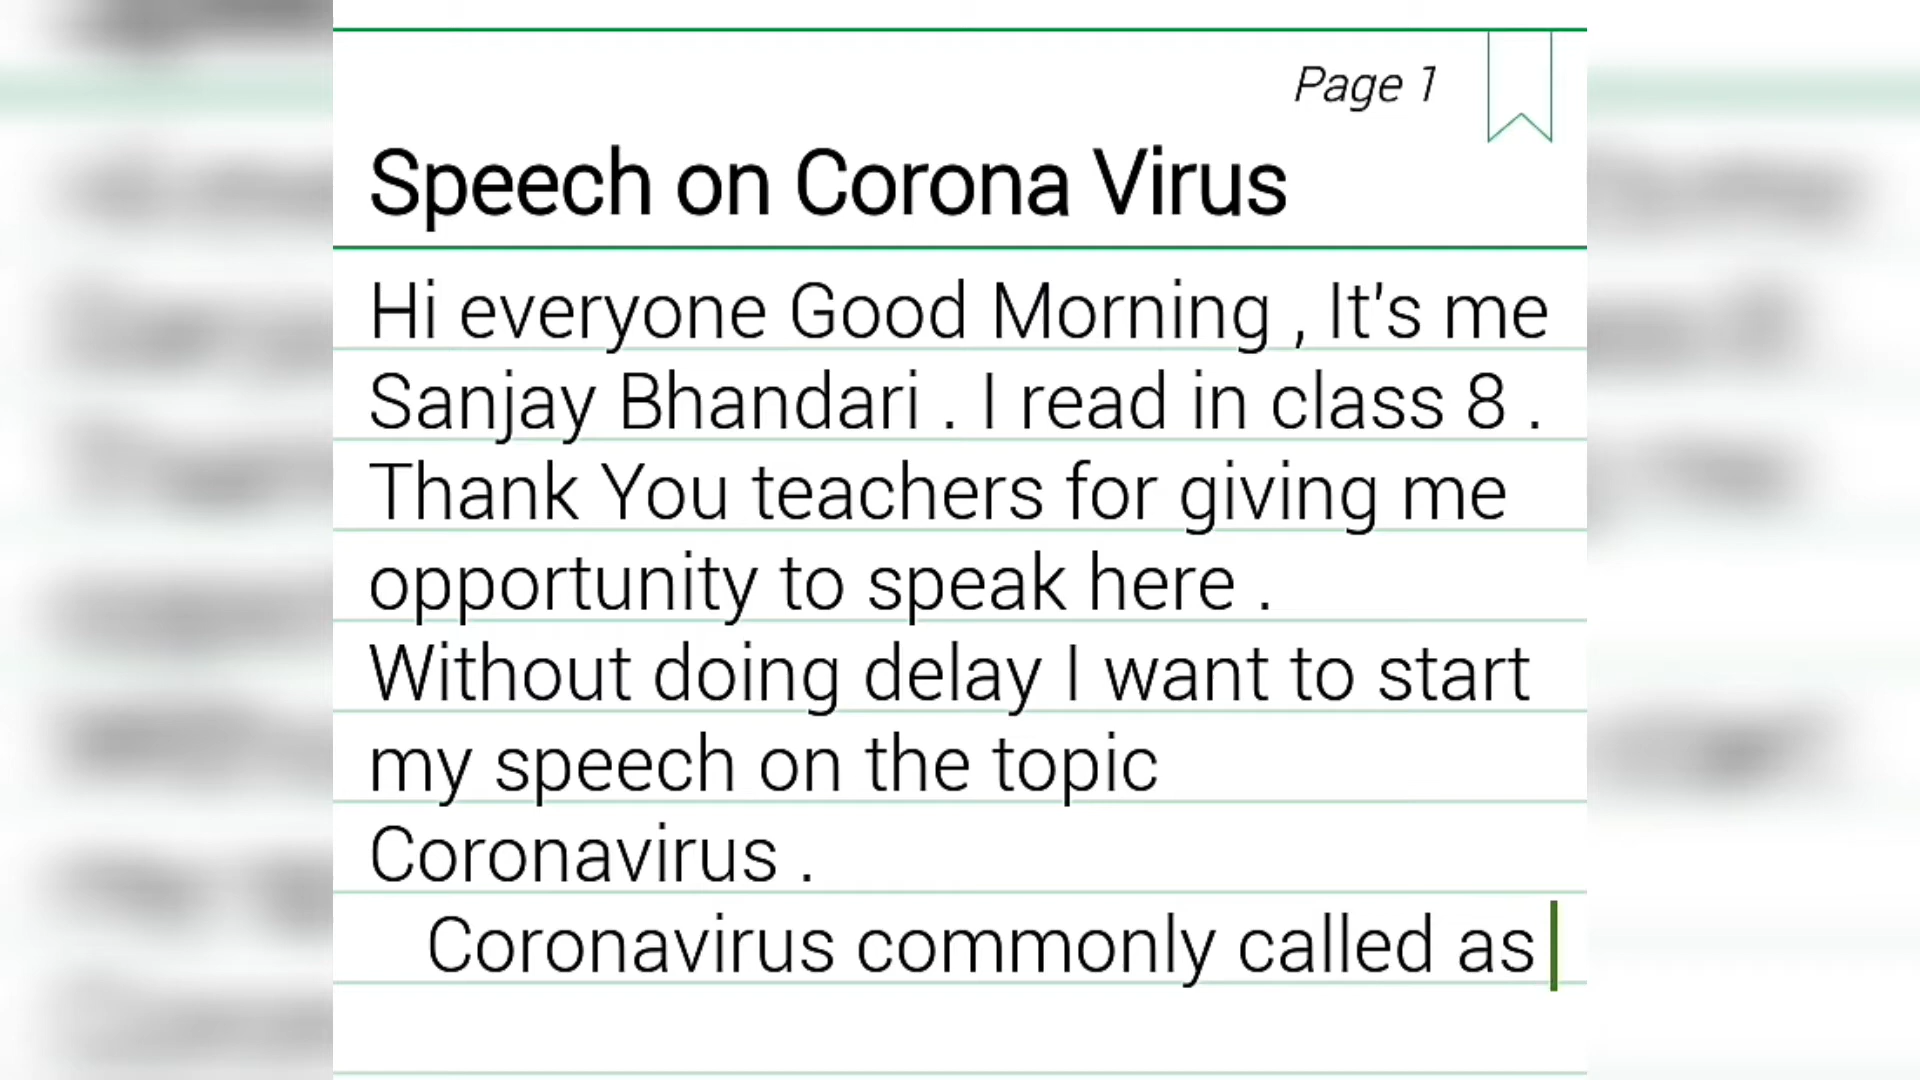 Page 1
Speech on Corona Virus
Hi everyone Good Morning , It's me
Sanjay Bhandari . I read in class 8 .
Thank You teachers for giving me
opportunity to speak here .
Without doing delay I want to start
my speech on the topic
Coronavirus .
Coronavirus commonly called as